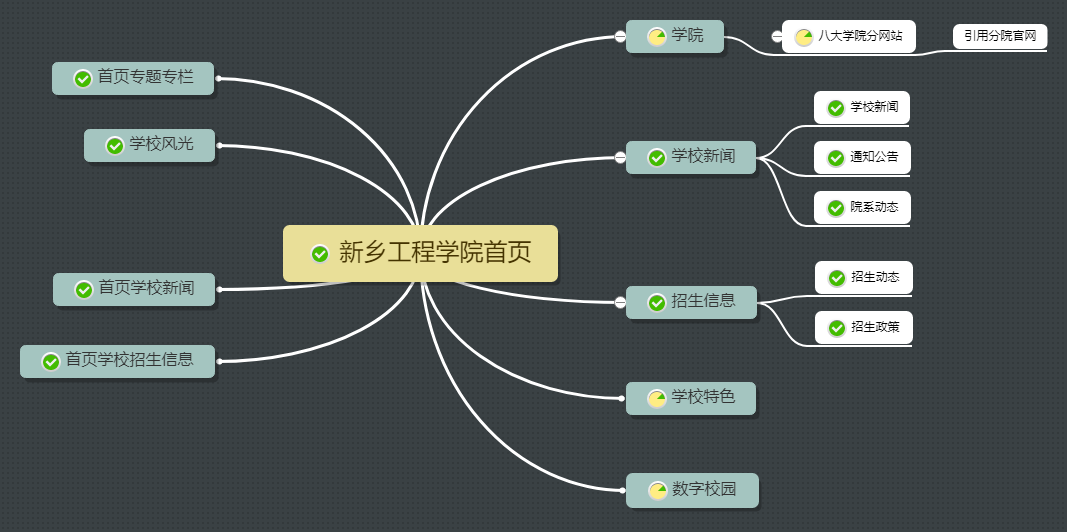 新乡工程学院首页
学院
八大学院分网站
引用分院官网
学校新闻
学校新闻
通知公告
院系动态
招生信息
招生动态
招生政策
学校特色
数字校园
首页专题专栏
学校风光
首页学校新闻
首页学校招生信息